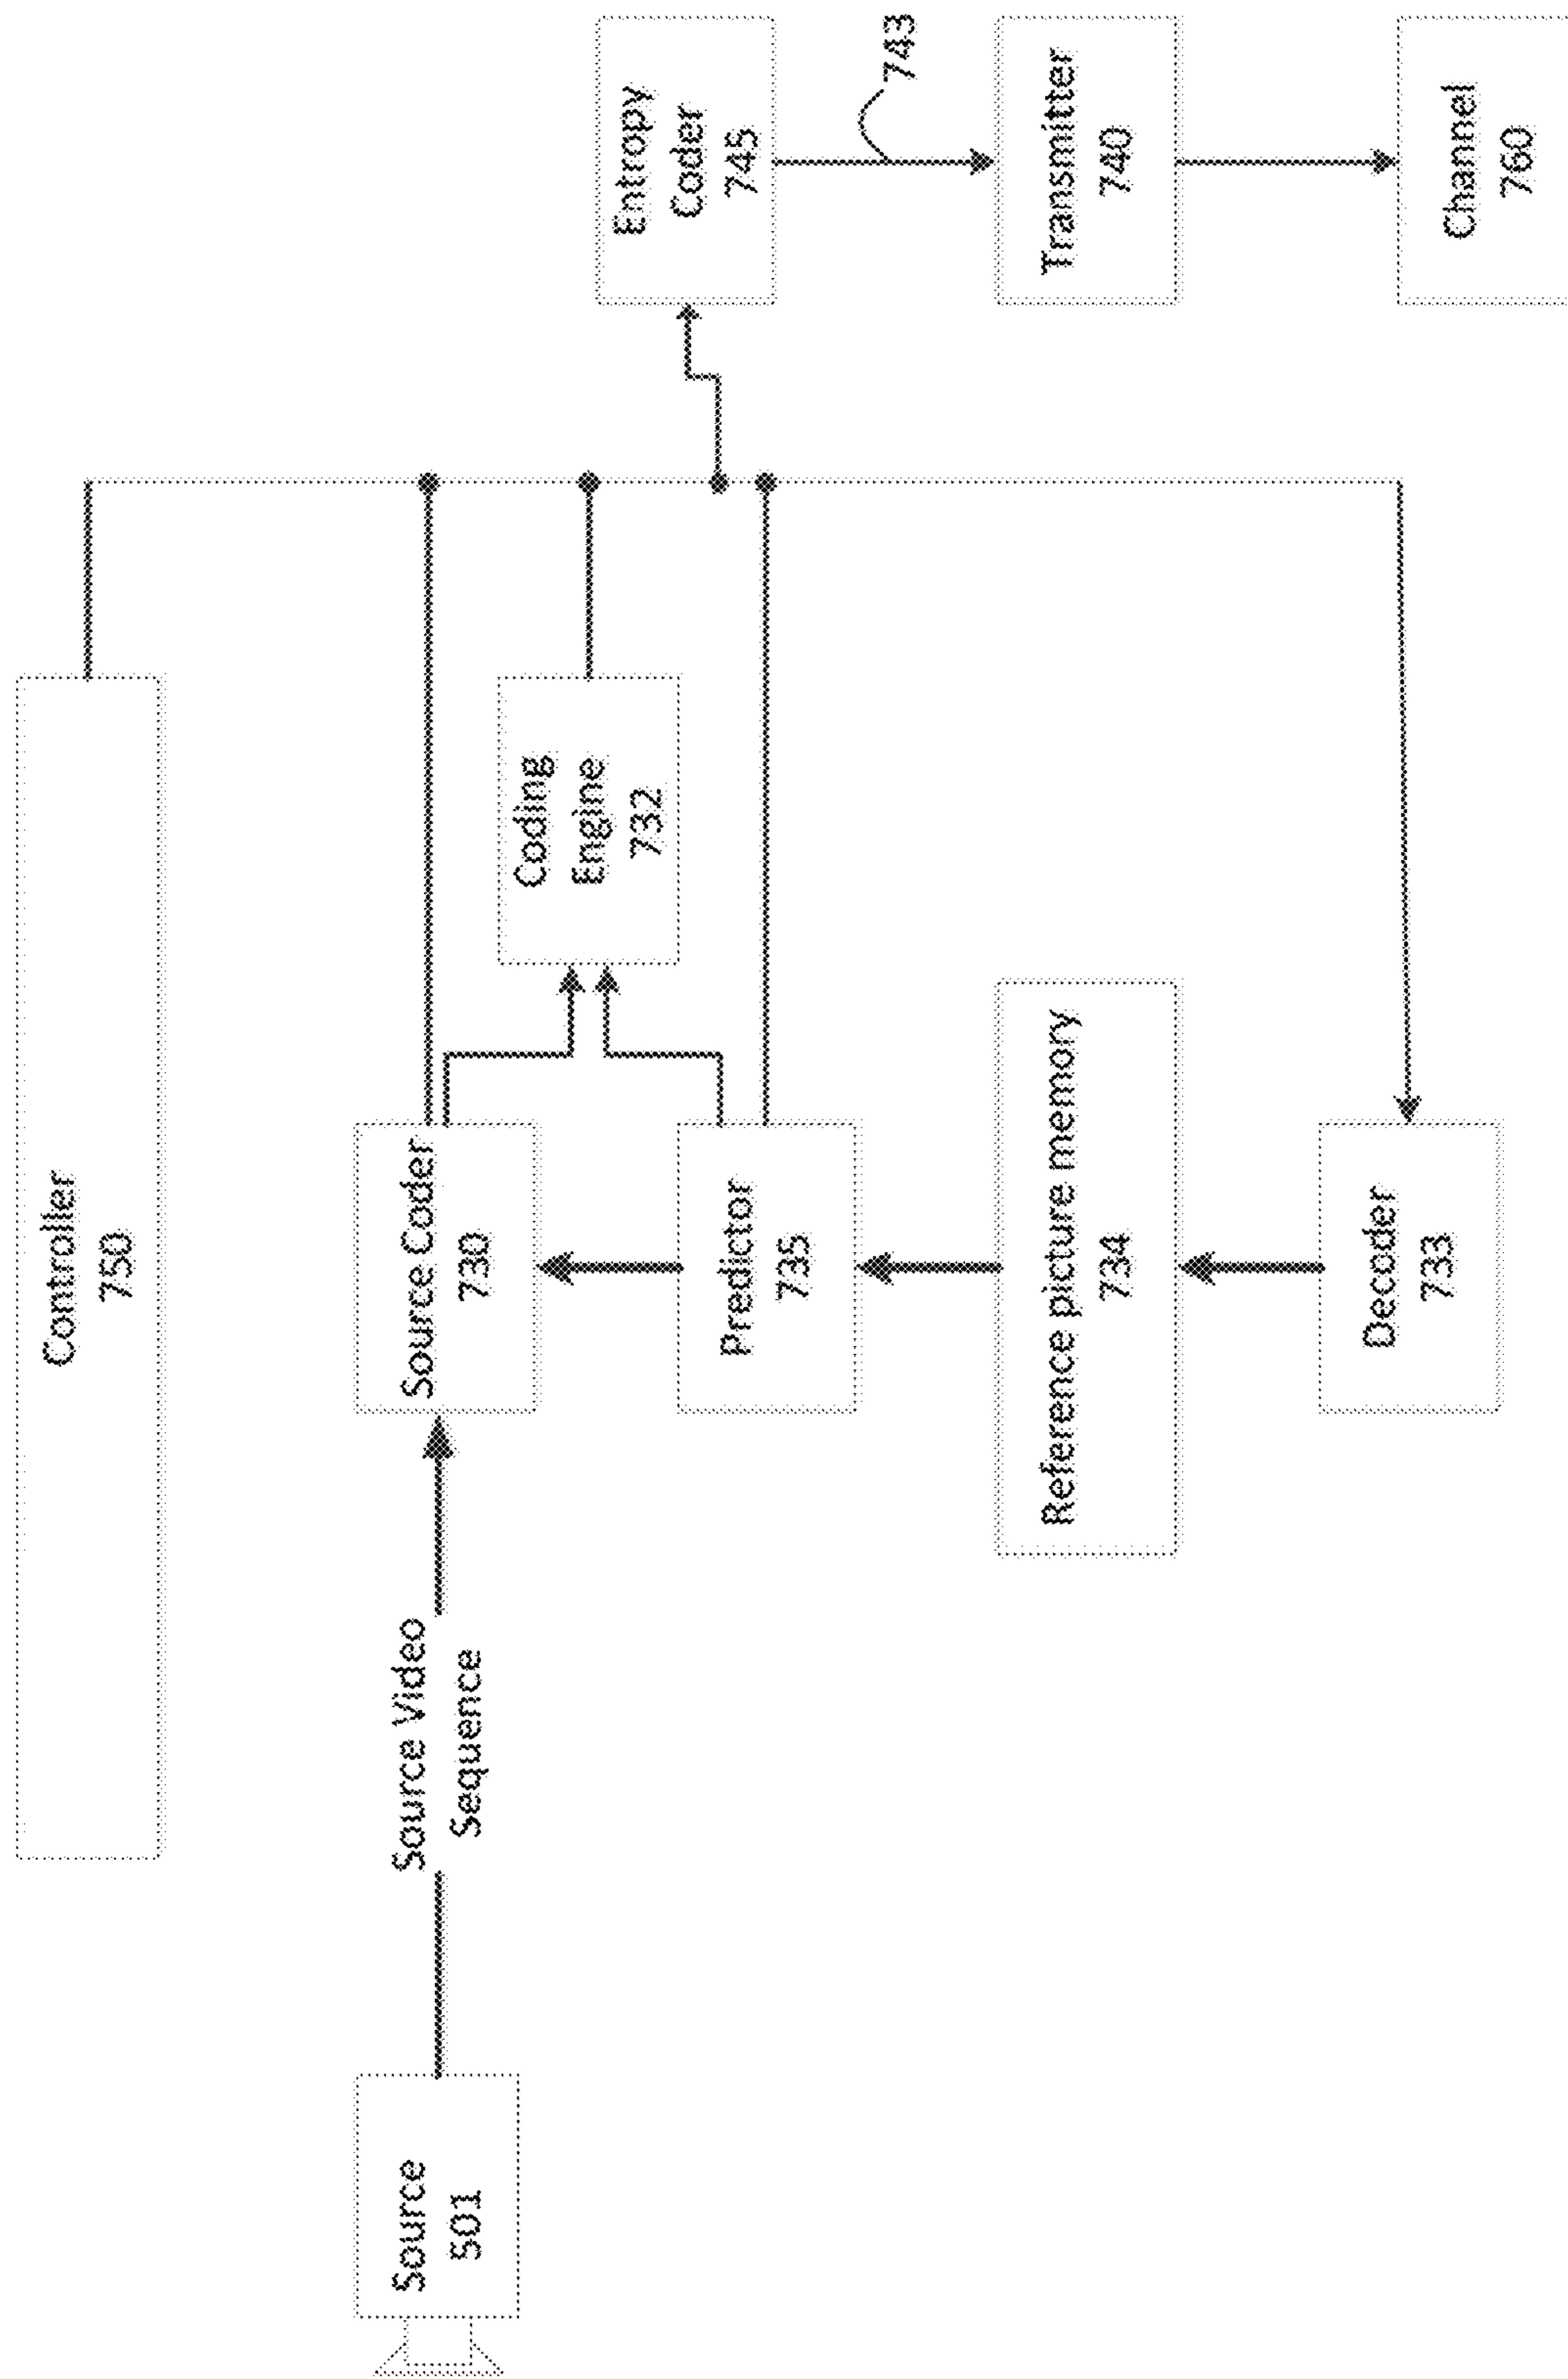 Controller
750
Source
501
Source Video
Sequence
Source Coder
730
Coding
Engine
732
Predictor
735
Reference picture memory
734
Decoder
733
Entropy
Coder
745
743
Transmitter
740
Channel
760